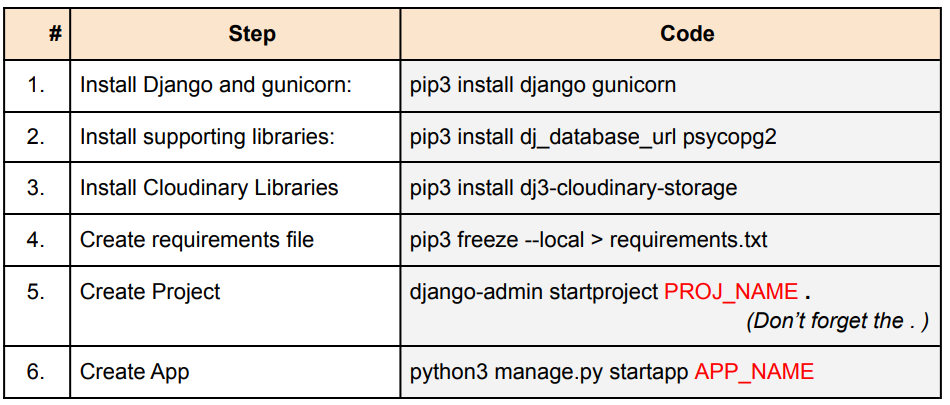 # Step Code
1. Install Django and gunicorn: pip3 install django gunicorn
2. Install supporting libraries: pip3 install dj_database_url psycopg2
3. Install Cloudinary Libraries pip3 install dj3-cloudinary-storage
4. Create requirements file pip3 freeze --local > requirements.txt
5. Create Project django-admin startproject PROJ_NAME .
(Don’t forget the . )
6. Create App python3 manage.py startapp APP_NAME